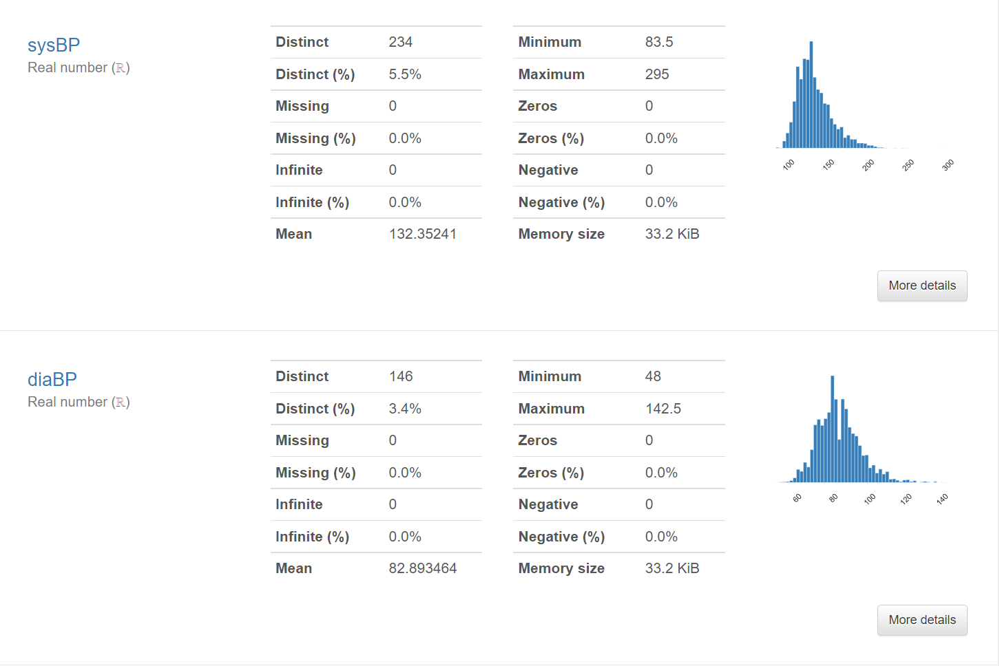 sysBP
Real number (ℝ)
Distinct 234
Distinct (%) 5.5%
Missing 0
Missing (%) 0.0%
Infinite 0
Infinite (%) 0.0%
Mean 132.35241
Minimum 83.5
Maximum 295
Zeros 0
Zeros (%) 0.0%
Negative 0
Negative (%) 0.0%
Memory size 33.2 KiB
100 150 200 250 300
More details
diaBP
Real number (ℝ)
Distinct 146
Distinct (%) 3.4%
Missing 0
Missing (%) 0.0%
Infinite 0
Infinite (%) 0.0%
Mean 82.893464
Minimum 48
Maximum 142.5
Zeros 0
Zeros (%) 0.0%
Negative 0
Negative (%) 0.0%
Memory size 33.2 KiB
60 80 100 120 140
More details